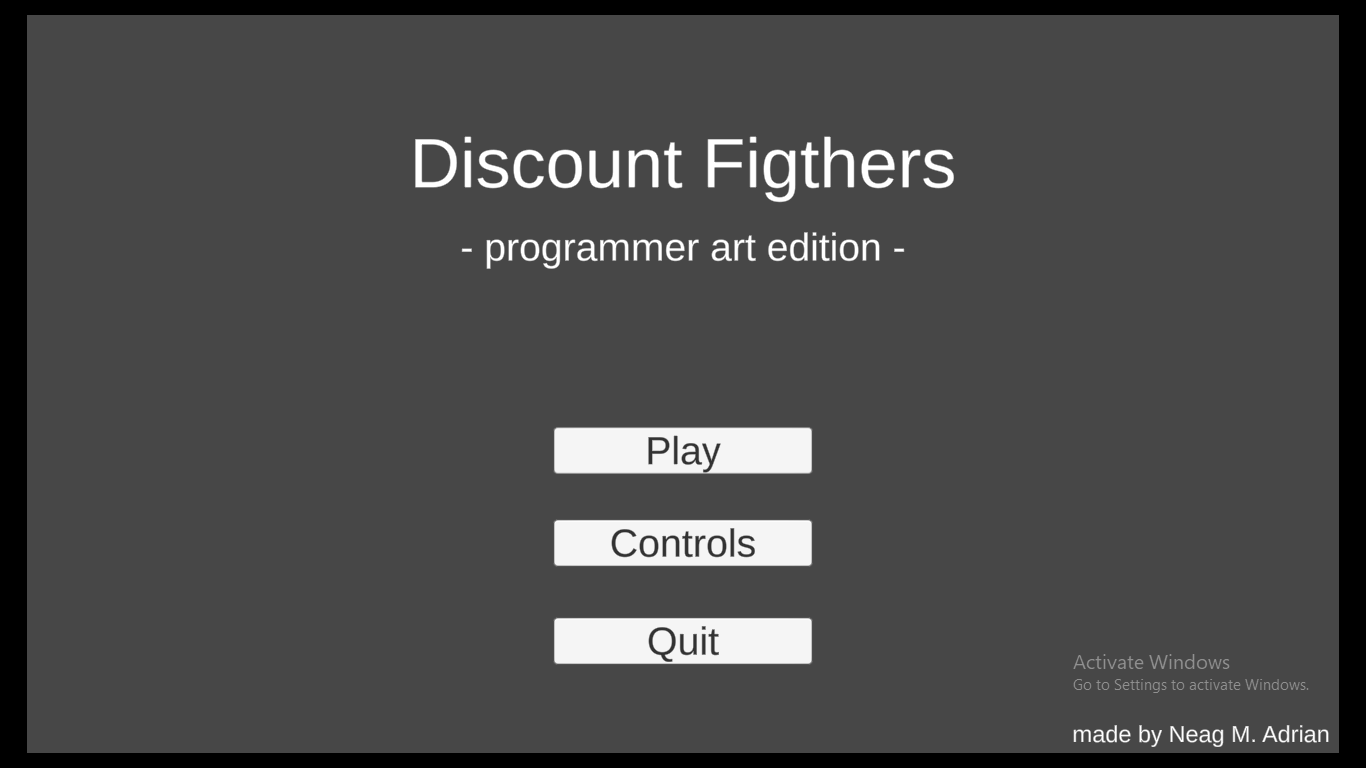 Discount Figthers
- programmer art edition -
Play
Controls
Quit
Activate Windows
Go to Settings to activate Windows.
made by Neag M. Adrian